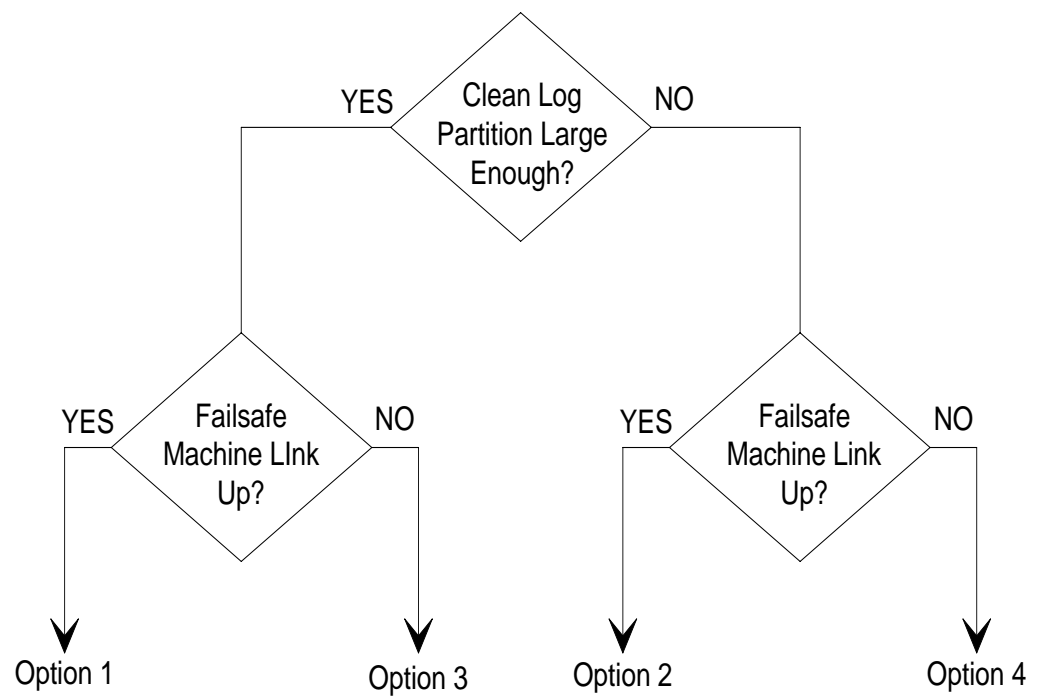 YES
Clean Log
Partition Large
Enough?
NO
YES
Failsafe
Machine LInk
Up?
NO
YES
Failsafe
Machine Link
Up?
NO
Option 1
Option 3
Option 2
Option 4